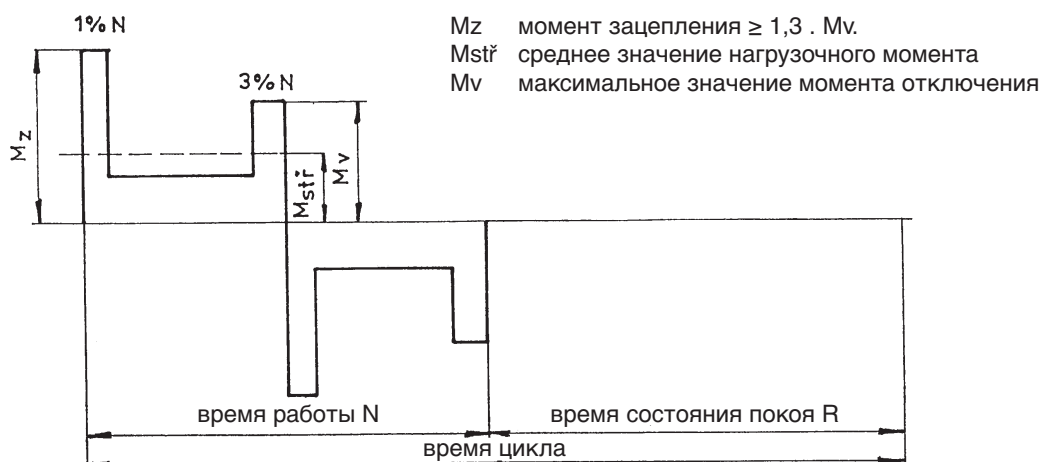 1% N
Mz момент зацепления ≥ 1,3 . Mv.
Mstř среднее значение нагрузочного момента
Mv максимальное значение момента отключения
3% N
Mz
Mstř
Mv
время работы N
время состояния покоя R
время цикла